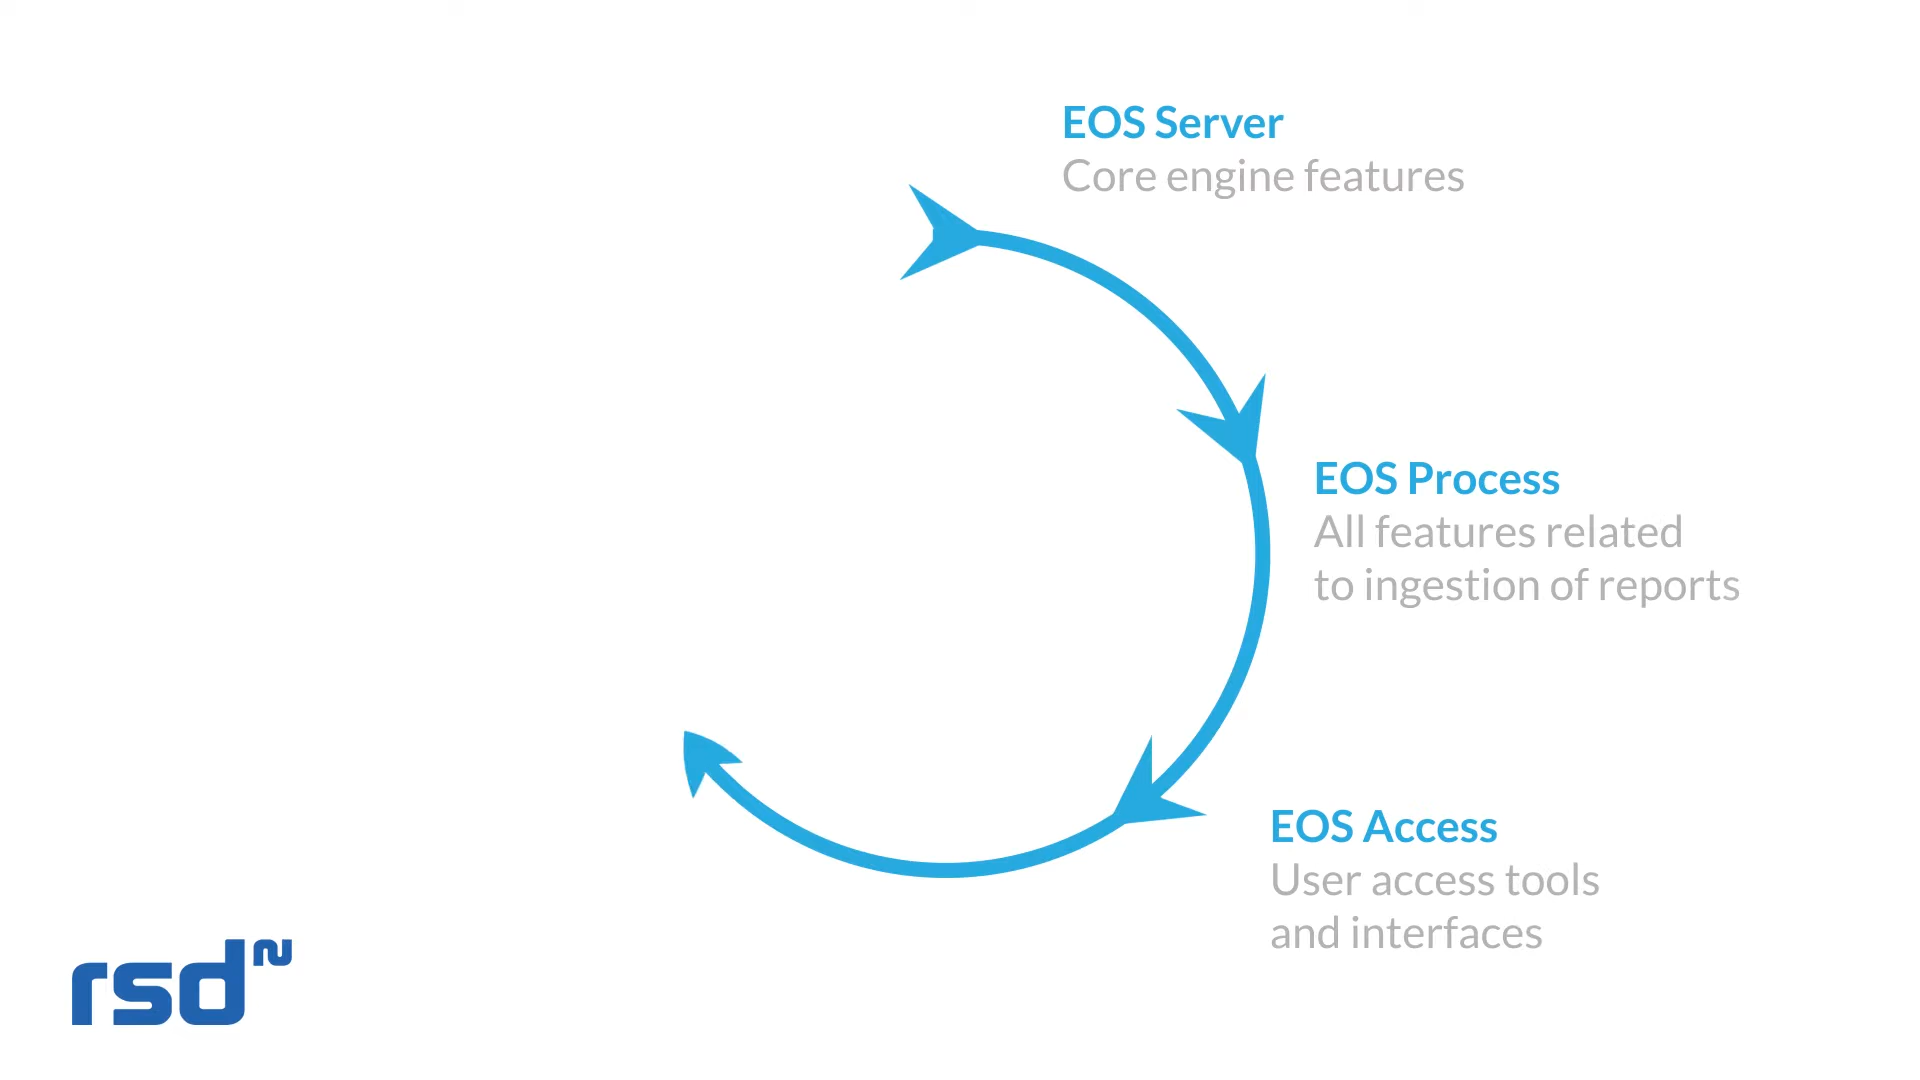 EOS Server
Core engine features
EOS Process
All features related
to ingestion of reports
EOS Access
User access tools
and interfaces
rsd